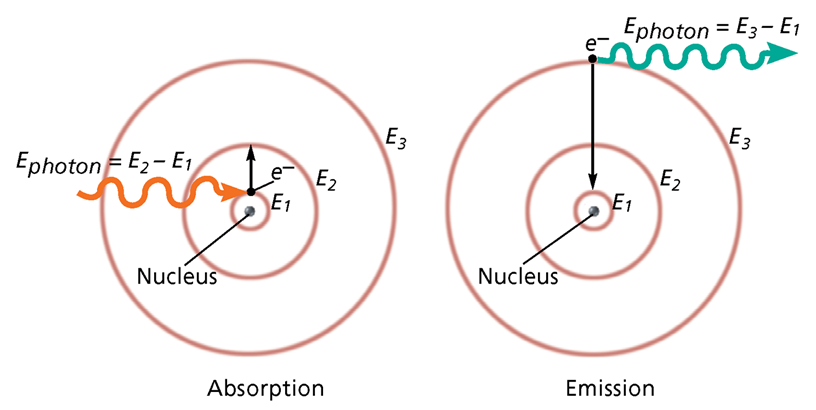 E_photon = E_2 – E_1
e–
E_1
E_2
E_3
Nucleus
Absorption
E_photon = E_3 – E_1
e–
E_1
E_2
E_3
Nucleus
Emission